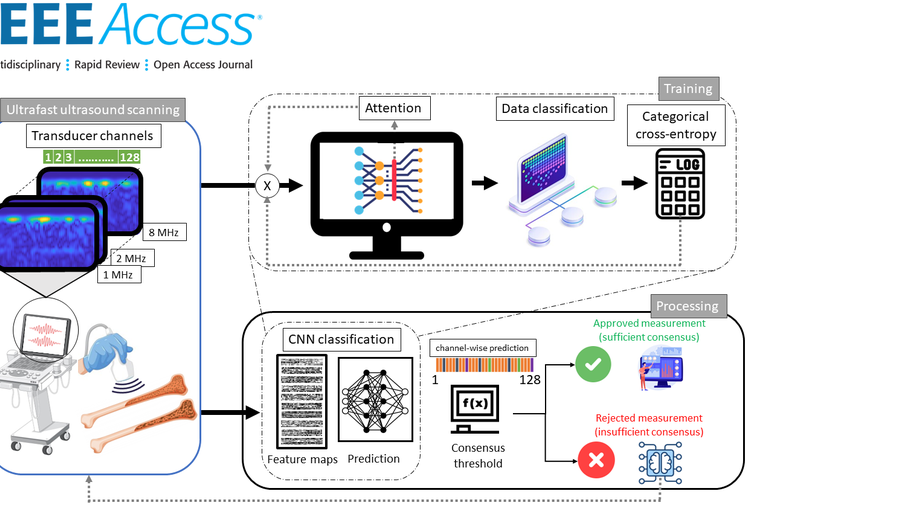 EEE Access
tidisciplinary ⋮ Rapid Review ⋮ Open Access Journal
Ultrafast ultrasound scanning
Transducer channels
1 2 3 ........... 128
8 MHz
2 MHz
1 MHz
Training
Attention
Data classification
Categorical
cross-entropy
X
LOG
Processing
CNN classification
Feature maps
Prediction
channel-wise prediction
1
128
f(x)
Consensus
threshold
Approved measurement
(sufficient consensus)
Rejected measurement
(insufficient consensus)